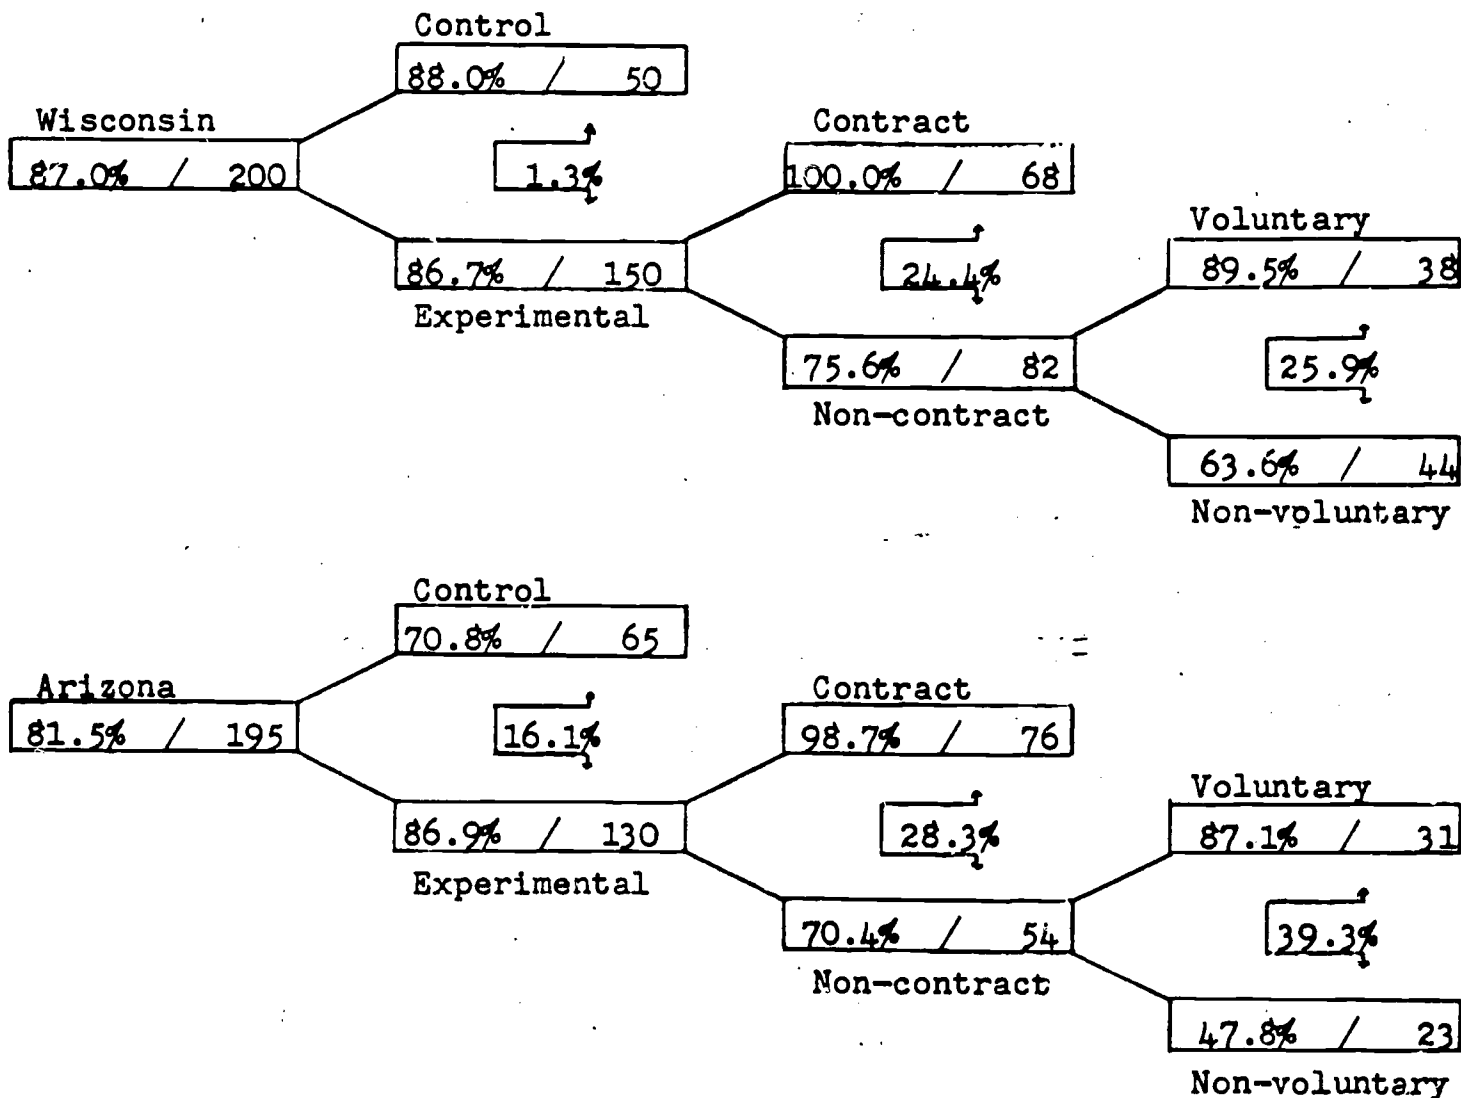 Control
88.0% / 50
Wisconsin
87.0% / 200
1.3%
Contract
100.0% / 68
86.7% / 150
Experimental
24.4%
Voluntary
89.5% / 38
75.6% / 82
Non-contract
25.9%
63.6% / 44
Non-voluntary
Control
70.8% / 65
Arizona
81.5% / 195
16.1%
Contract
98.7% / 76
86.9% / 130
Experimental
28.3%
Voluntary
87.1% / 31
70.4% / 54
Non-contract
39.3%
47.8% / 23
Non-voluntary